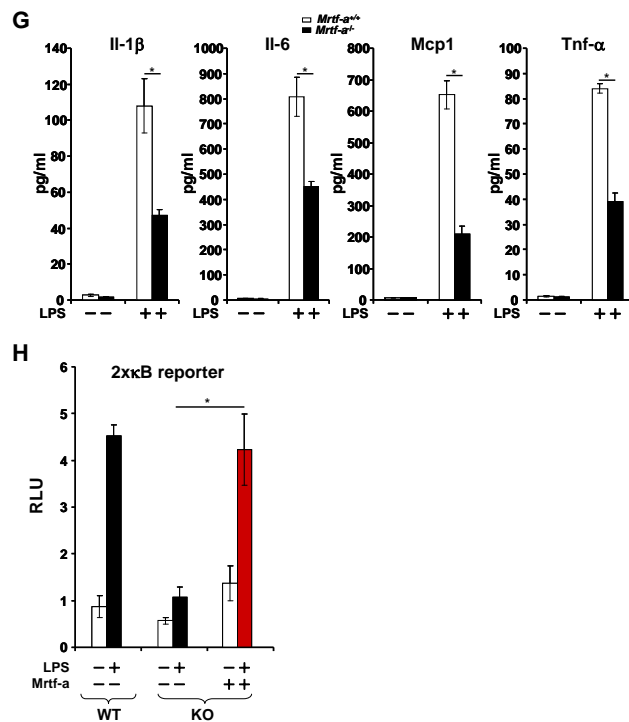 G
Mrtf-a+/+
Mrtf-a-/-
Il-1β
Il-6
Mcp1
Tnf-α
*
*
*
*
pg/ml
140
120
100
80
60
40
20
0
pg/ml
1000
900
800
700
600
500
400
300
200
100
0
pg/ml
800
700
600
500
400
300
200
100
0
pg/ml
100
90
80
70
60
50
40
30
20
10
0
LPS − − + +
LPS − − + +
LPS − − + +
LPS − − + +
H
2xκB reporter
*
RLU
6
5
4
3
2
1
0
LPS − + − + − +
Mrtf-a − − − − + +
WT KO